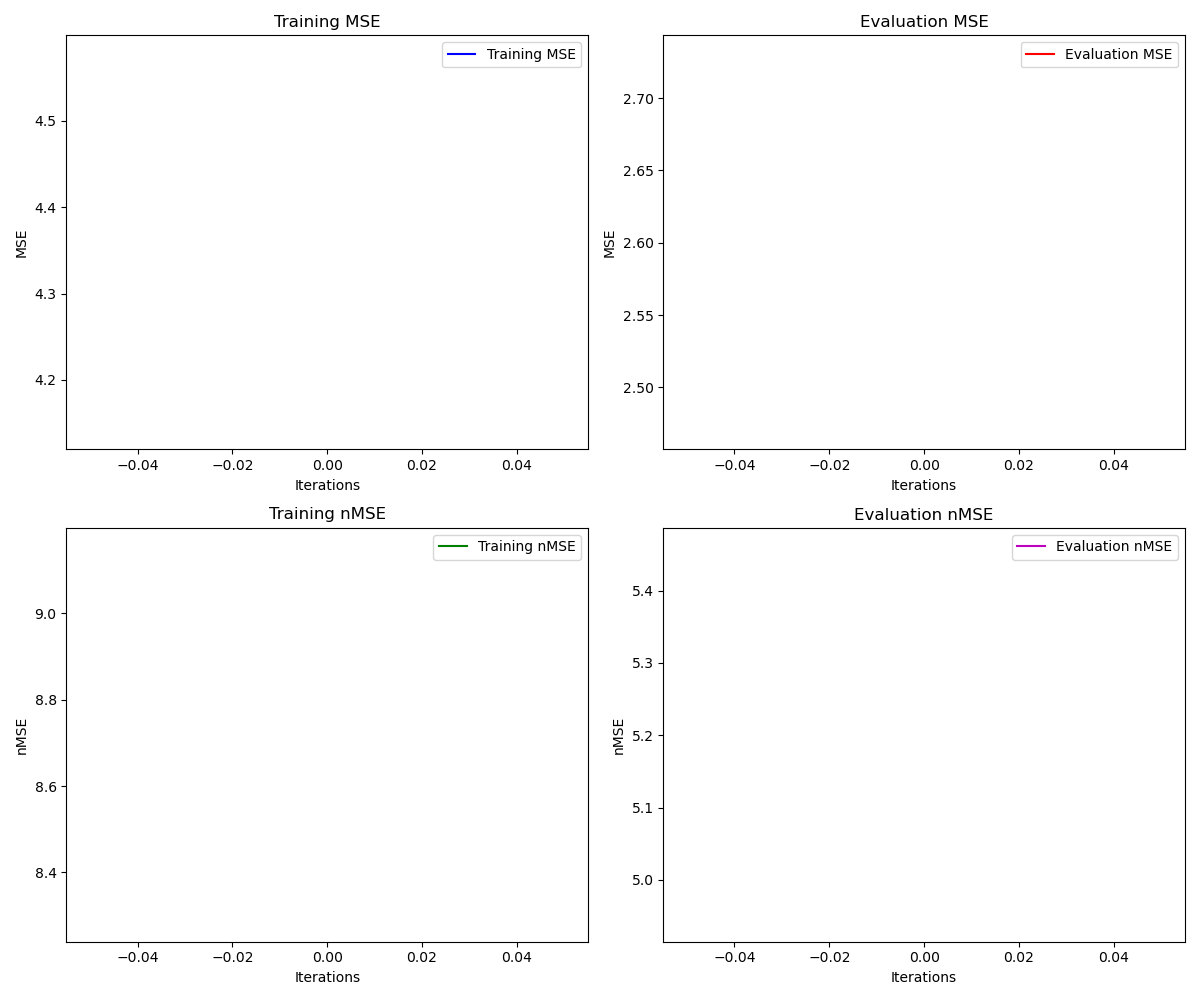 Training MSE
Training MSE
4.5
4.4
4.3
4.2
MSE
−0.04 −0.02 0.00 0.02 0.04
Iterations
Evaluation MSE
Evaluation MSE
2.70
2.65
2.60
2.55
2.50
MSE
−0.04 −0.02 0.00 0.02 0.04
Iterations
Training nMSE
Training nMSE
9.0
8.8
8.6
8.4
nMSE
−0.04 −0.02 0.00 0.02 0.04
Iterations
Evaluation nMSE
Evaluation nMSE
5.4
5.3
5.2
5.1
5.0
nMSE
−0.04 −0.02 0.00 0.02 0.04
Iterations